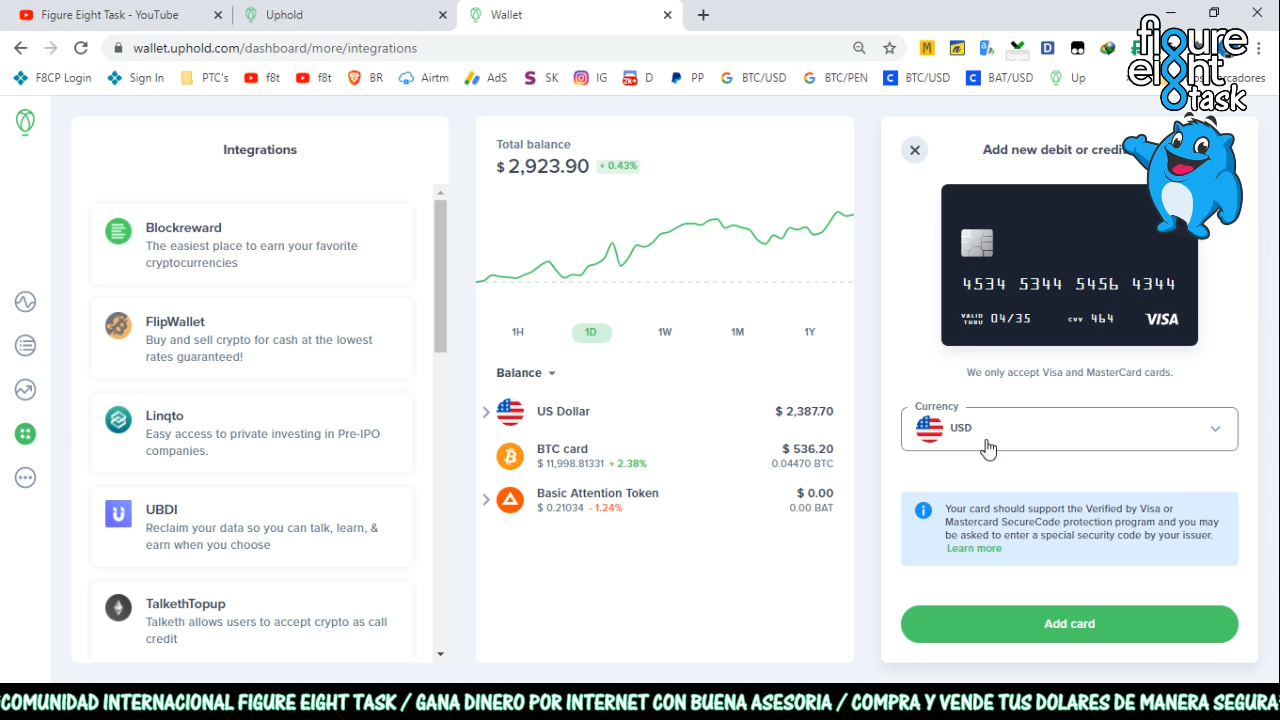 Figure Eight Task - YouTube
Uphold
Wallet
wallet.uphold.com/dashboard/more/integrations
F8CP Login
Sign In
PTC's
f8t
f8t
BR
Airtm
AdS
SK
IG
D
PP
BTC/USD
BTC/PEN
BTC/USD
BAT/USD
Up
figure
eight
task
Integrations
Blockreward
The easiest place to earn your favorite
cryptocurrencies
FlipWallet
Buy and sell crypto for cash at the lowest
rates guaranteed!
Linqto
Easy access to private investing in Pre-IPO
companies.
UBDI
Reclaim your data so you can talk, learn, &
earn when you choose
TalkethTopup
Talketh allows users to accept crypto as call
credit
Total balance
$ 2,923.90 + 0.43%
1H 1D 1W 1M 1Y
Balance
US Dollar $ 2,387.70
BTC card $ 536.20
$ 11,998.81331 + 2.38% 0.04470 BTC
Basic Attention Token $ 0.00
$ 0.21034 - 1.24% 0.00 BAT
Add new debit or credi
4534 5344 5456 4344
VALID THRU 04/35 CVV 464 VISA
We only accept Visa and MasterCard cards.
Currency
USD
Your card should support the Verified by Visa or
Mastercard SecureCode protection program and you may
be asked to enter a special security code by your issuer.
Learn more
Add card
COMUNIDAD INTERNACIONAL FIGURE EIGHT TASK / GANA DINERO POR INTERNET CON BUENA ASESORIA / COMPRA Y VENDE TUS DOLARES DE MANERA SEGURA